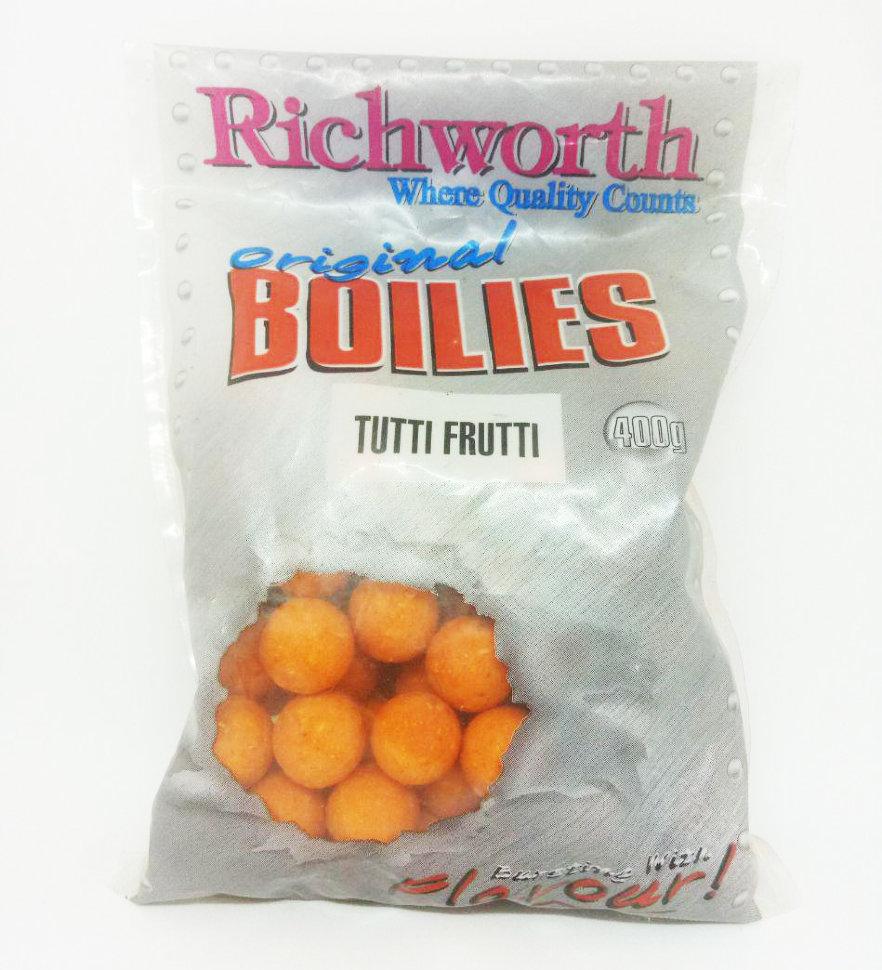 Richworth
Where Quality Counts
original
BOILIES
TUTTI FRUTTI
400g
Bursting With
flavour!